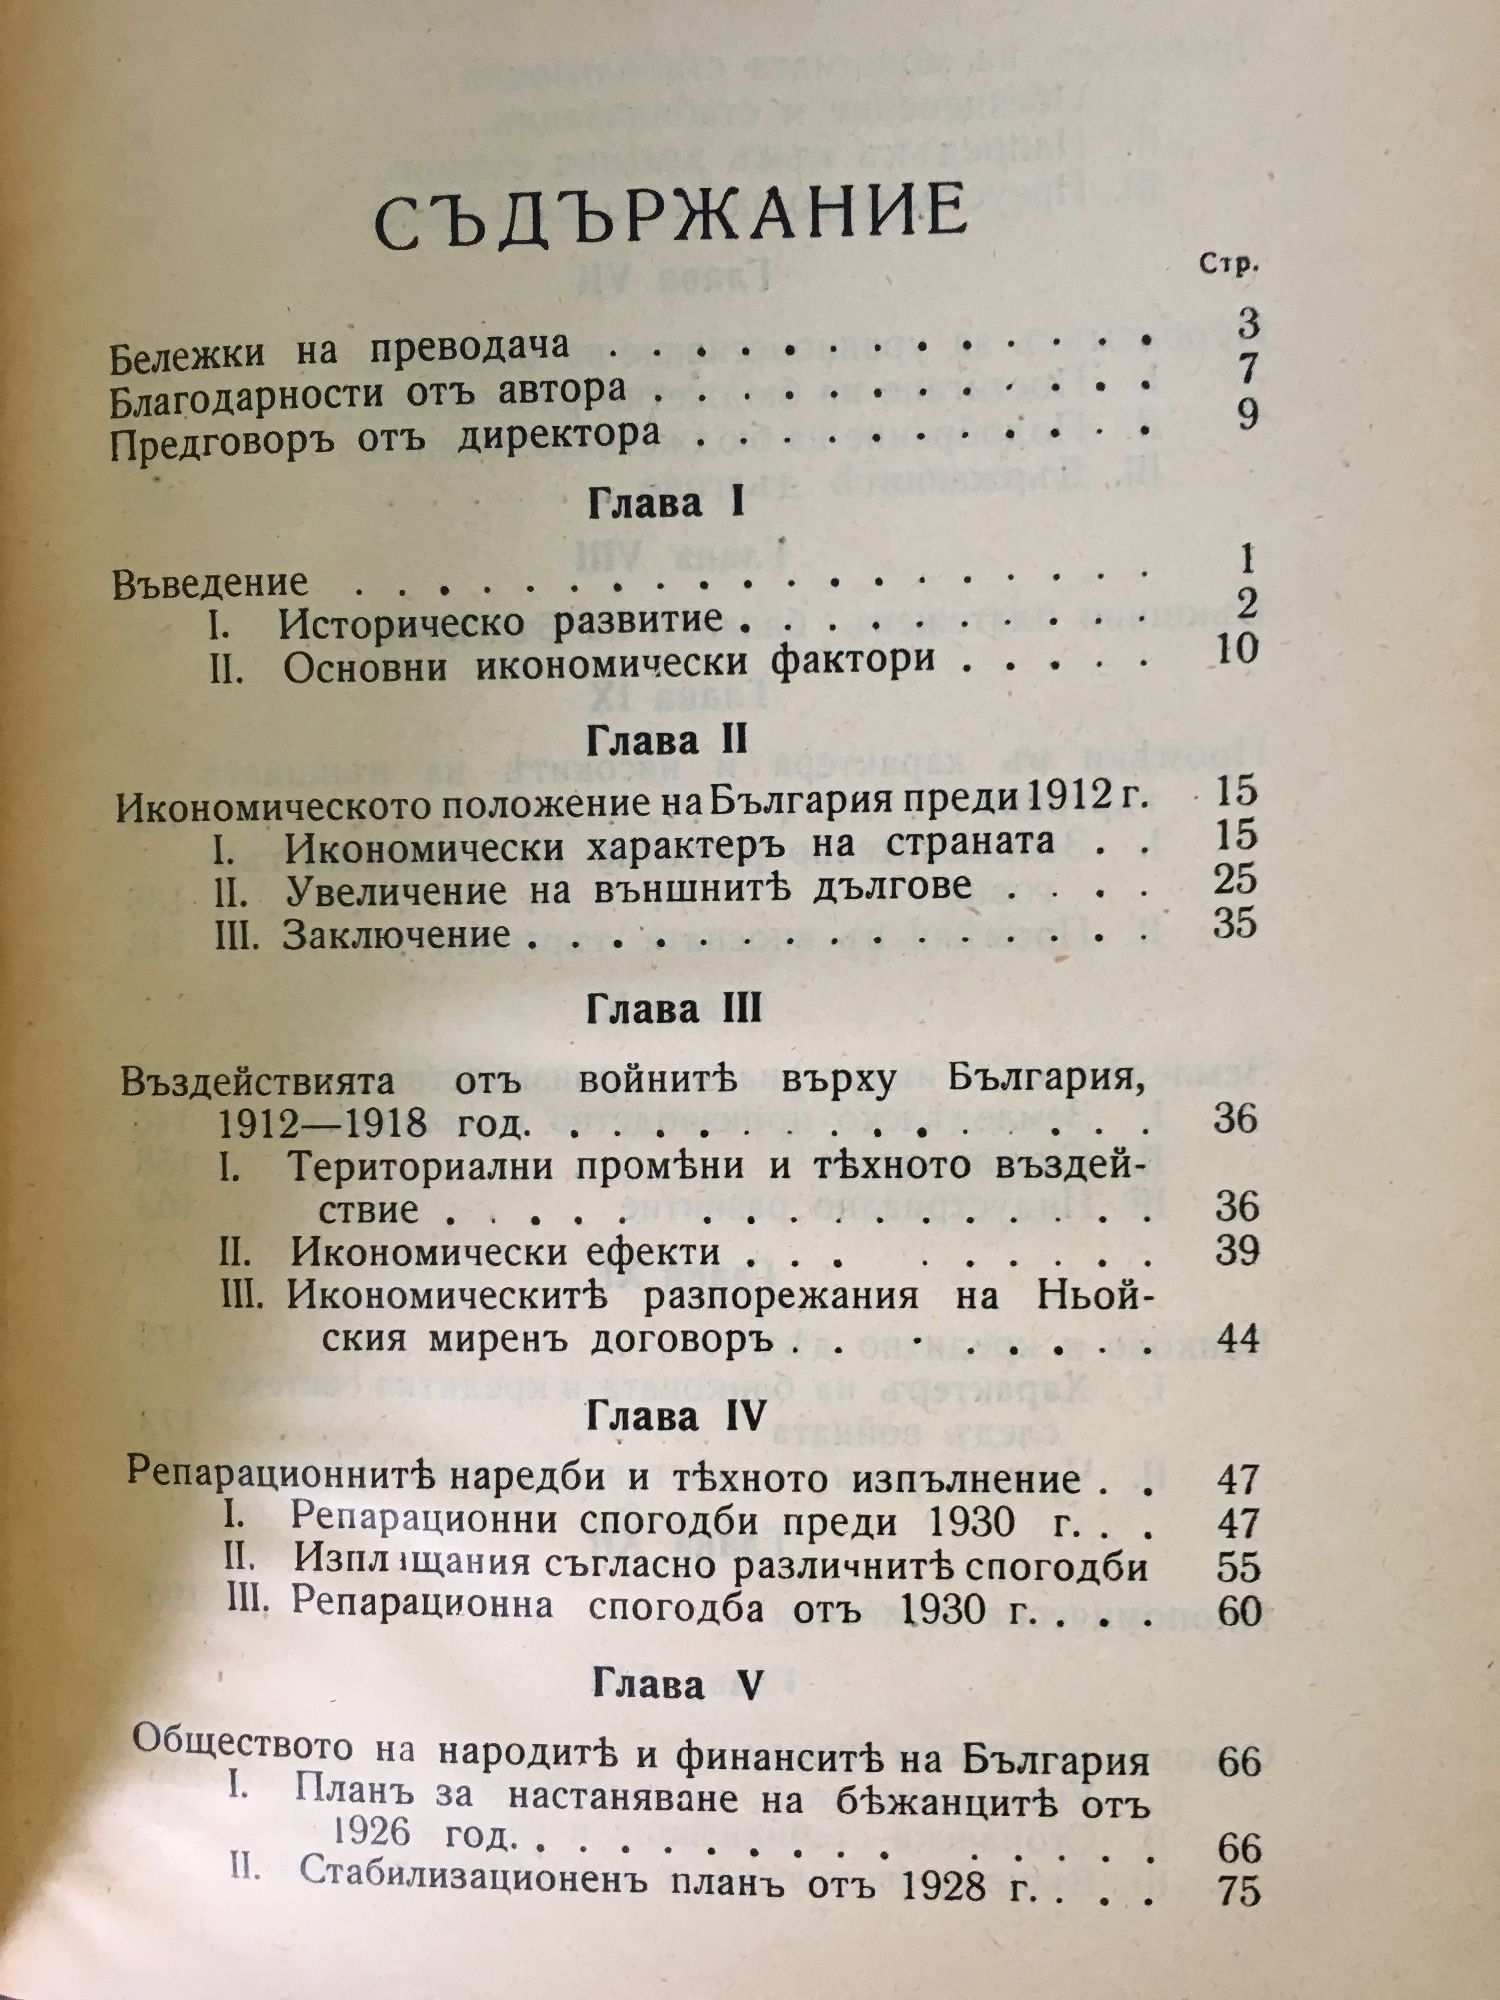 СЪДЪРЖАНИЕ
Стр.
Бележки на преводача . . . . . . . . . . . . . 3
Благодарности отъ автора . . . . . . . . . . . . 7
Предговоръ отъ директора . . . . . . . . . . . 9
Глава I
Въведение . . . . . . . . . . . . . . . . . . . 1
I. Историческо развитие . . . . . . . . . . 2
II. Основни икономически фактори . . . . . 10
Глава II
Икономическото положение на България преди 1912 г. 15
I. Икономически характеръ на страната . . 15
II. Увеличение на външнитѣ дългове . . . . 25
III. Заключение . . . . . . . . . . . . . . . 35
Глава III
Въздействията отъ войнитѣ върху България,
1912—1918 год. . . . . . . . . . . . . . . 36
I. Териториални промѣни и тѣхното въздей-
ствие . . . . . . . . . . . . . . . . 36
II. Икономически ефекти . . . . . . . . . 39
III. Икономическитѣ разпорежания на Ньой-
ския миренъ договоръ . . . . . . . . 44
Глава IV
Репарационнитѣ наредби и тѣхното изпълнение . . 47
I. Репарационни спогодби преди 1930 г. . . 47
II. Изплащания съгласно различнитѣ спогодби 55
III. Репарационна спогодба отъ 1930 г. . . . 60
Глава V
Обществото на народитѣ и финанситѣ на България 66
I. Планъ за настаняване на бѣжанцитѣ отъ
1926 год. . . . . . . . . . . . . . . 66
II. Стабилизационенъ планъ отъ 1928 г. . . . 75